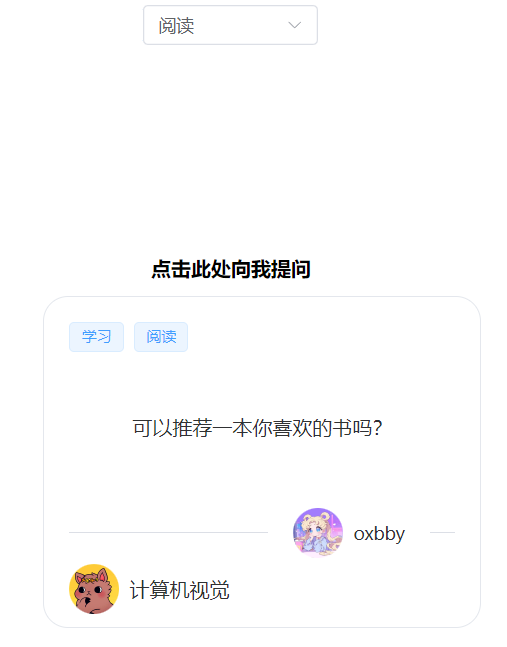 阅读
点击此处向我提问
学习 阅读
可以推荐一本你喜欢的书吗?
oxbby
计算机视觉